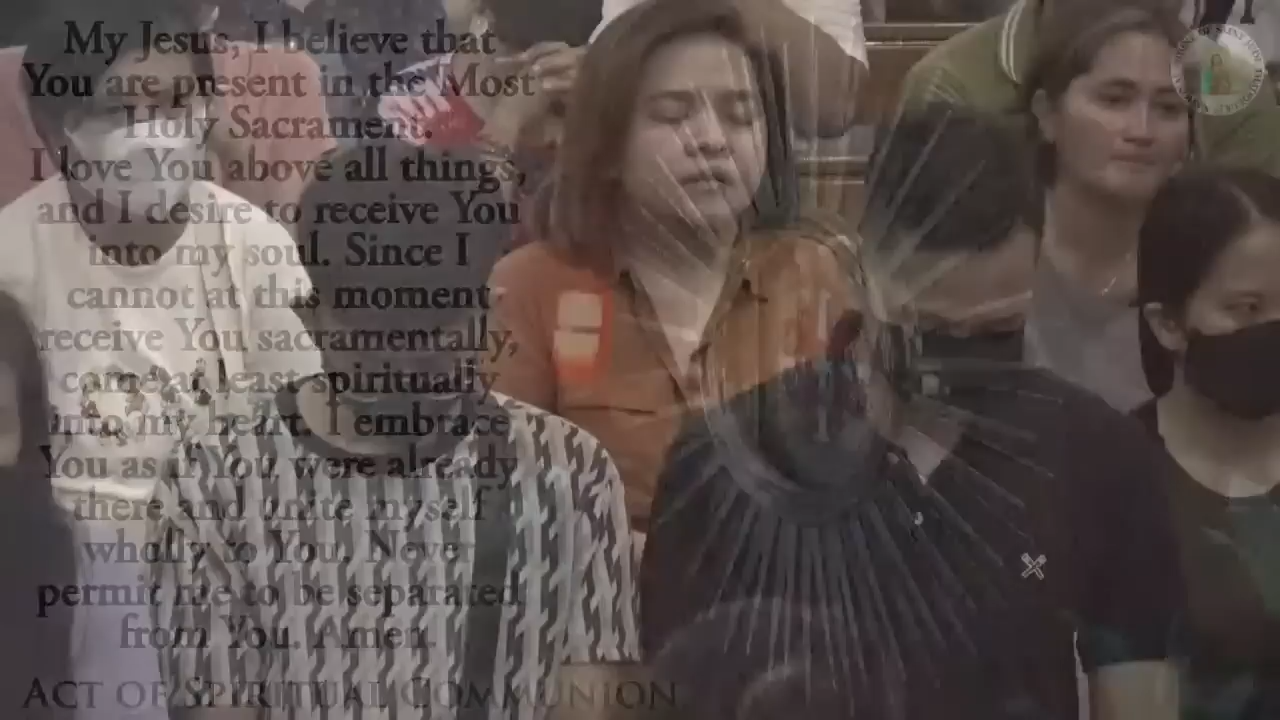 My Jesus, I believe that
You are present in the Most
Holy Sacrament.
I love You above all things,
and I desire to receive You
into my soul. Since I
cannot at this moment
receive You sacramentally,
come at least spiritually
into my heart. I embrace
You as if You were already
there and unite myself
wholly to You. Never
permit me to be separated
from You. Amen.
ACT OF SPIRITUAL COMMUNION